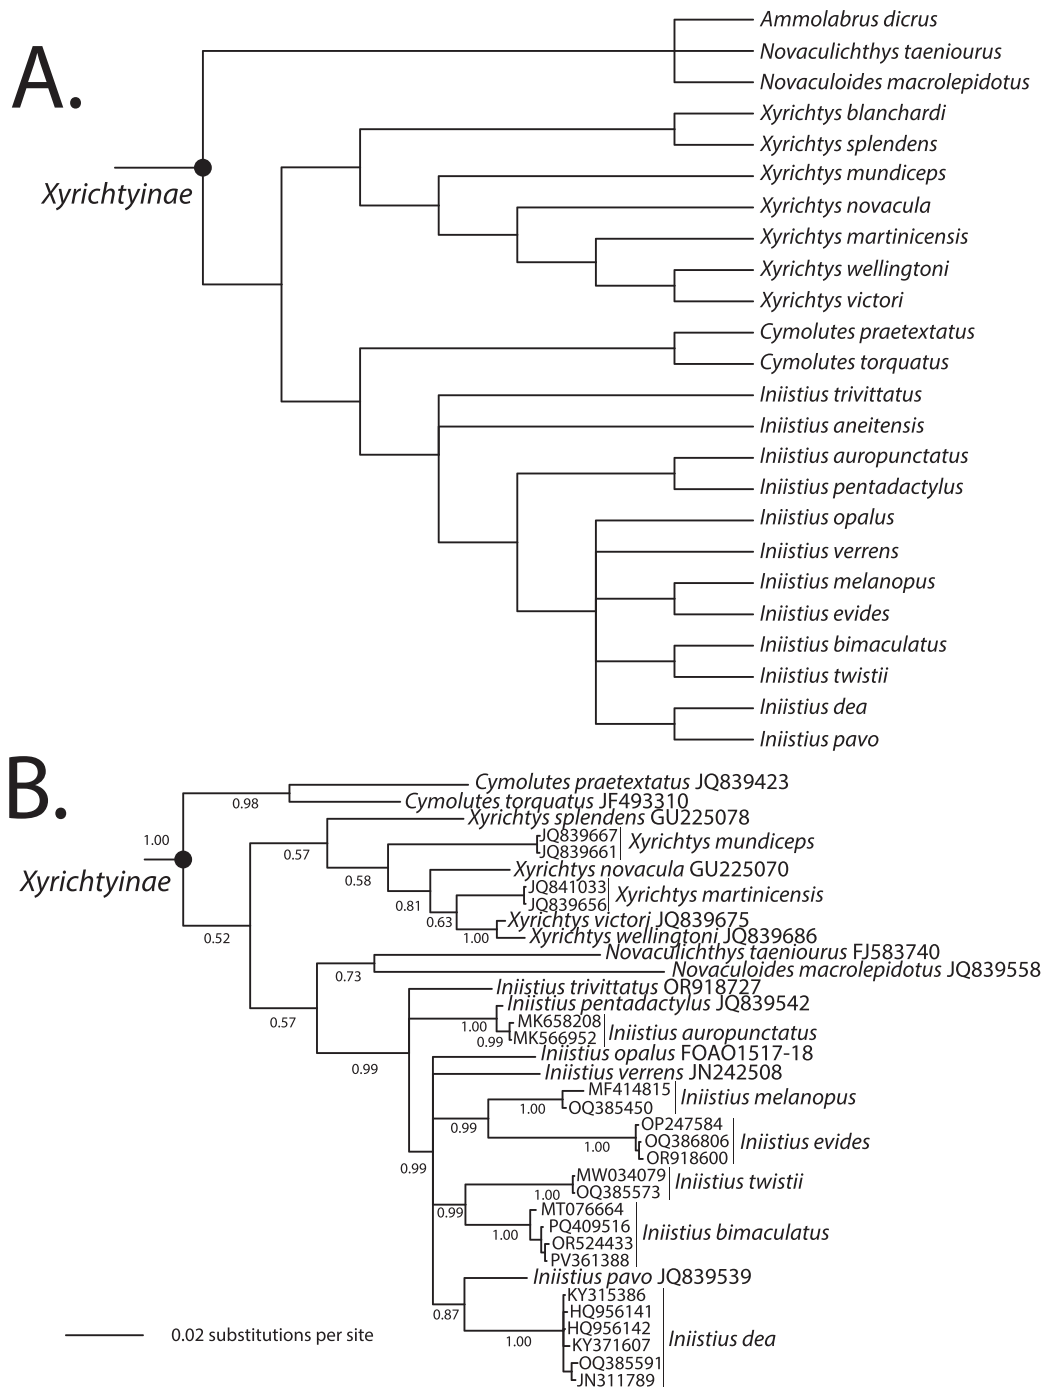 A.
Xyrichtyinae
Ammolabrus dicrus
Novaculichthys taeniourus
Novaculoides macrolepidotus
Xyrichtys blanchardi
Xyrichtys splendens
Xyrichtys mundiceps
Xyrichtys novacula
Xyrichtys martinicensis
Xyrichtys wellingtoni
Xyrichtys victori
Cymolutes praetextatus
Cymolutes torquatus
Iniistius trivittatus
Iniistius aneitensis
Iniistius auropunctatus
Iniistius pentadactylus
Iniistius opalus
Iniistius verrens
Iniistius melanopus
Iniistius evides
Iniistius bimaculatus
Iniistius twistii
Iniistius dea
Iniistius pavo
B.
1.00
Xyrichtyinae
Cymolutes praetextatus JQ839423
0.98
Cymolutes torquatus JF493310
Xyrichtys splendens GU225078
0.57
JQ839667
JQ839661
Xyrichtys mundiceps
0.58
Xyrichtys novacula GU225070
0.81
JQ841033
JQ839656
Xyrichtys martinicensis
0.63
Xyrichtys victori JQ839675
1.00
Xyrichtys wellingtoni JQ839686
0.52
Novaculichthys taeniourus FJ583740
0.73
Novaculoides macrolepidotus JQ839558
0.57
Iniistius trivittatus OR918727
Iniistius pentadactylus JQ839542
1.00
MK658208
0.99
MK566952
Iniistius auropunctatus
0.99
Iniistius opalus FOAO1517-18
Iniistius verrens JN242508
MF414815
1.00
OQ385450
Iniistius melanopus
0.99
OP247584
1.00
OQ386806
OR918600
Iniistius evides
0.99
MW034079
1.00
OQ385573
Iniistius twistii
0.99
MT076664
1.00
PQ409516
OR524433
PV361388
Iniistius bimaculatus
Iniistius pavo JQ839539
0.87
KY315386
HQ956141
HQ956142
1.00
KY371607
OQ385591
JN311789
Iniistius dea
0.02 substitutions per site